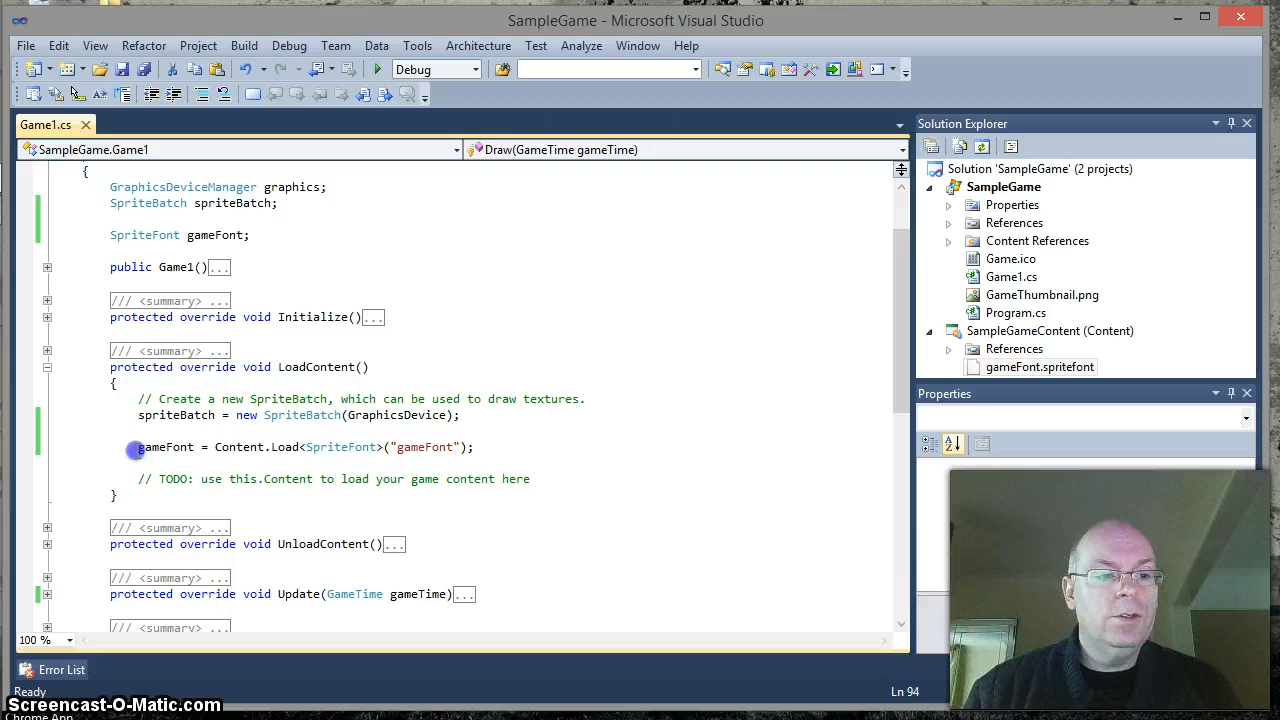 SampleGame - Microsoft Visual Studio
File Edit View Refactor Project Build Debug Team Data Tools Architecture Test Analyze Window Help
Debug
Game1.cs
SampleGame.Game1
Draw(GameTime gameTime)
{
GraphicsDeviceManager graphics;
SpriteBatch spriteBatch;
SpriteFont gameFont;
public Game1()...
/// <summary> ...
protected override void Initialize()...
/// <summary> ...
protected override void LoadContent()
{
// Create a new SpriteBatch, which can be used to draw textures.
spriteBatch = new SpriteBatch(GraphicsDevice);
gameFont = Content.Load<SpriteFont>("gameFont");
// TODO: use this.Content to load your game content here
}
/// <summary> ...
protected override void UnloadContent()...
/// <summary> ...
protected override void Update(GameTime gameTime)...
/// <summary> ...
100 %
Error List
Ready
Ln 94
Solution Explorer
Solution 'SampleGame' (2 projects)
SampleGame
Properties
References
Content References
Game.ico
Game1.cs
GameThumbnail.png
Program.cs
SampleGameContent (Content)
References
gameFont.spritefont
Properties
Screencast-O-Matic.com
Chrome App